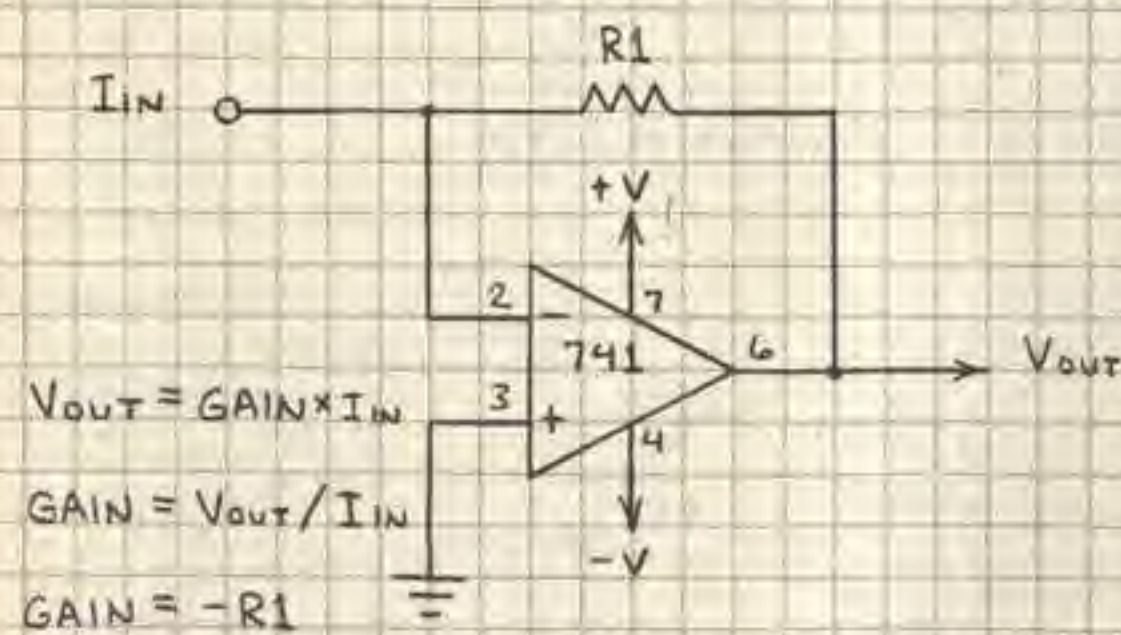 R1
IIN
+V
2
7
-
741
6
VOUT
3
+
4
VOUT = GAIN × IIN
GAIN = VOUT / IIN
-V
GAIN = -R1